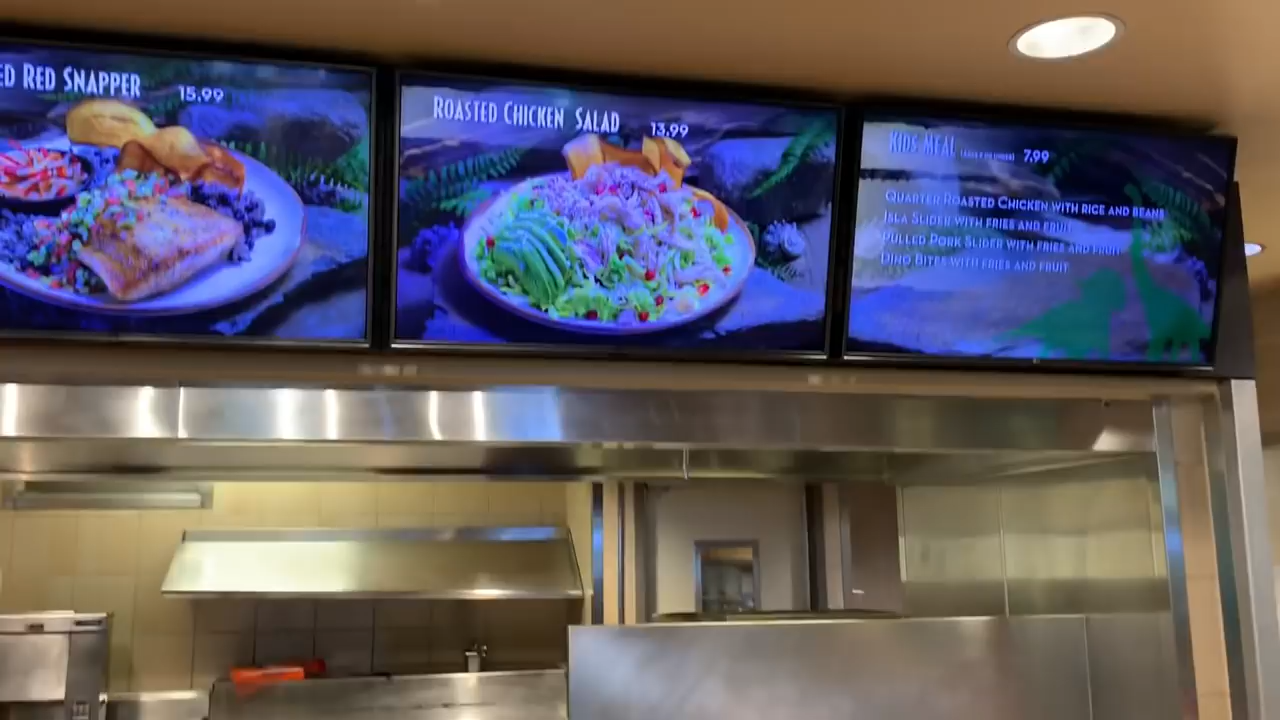 ED RED SNAPPER 15.99
ROASTED CHICKEN SALAD 13.99
KIDS MEAL 7.99
QUARTER ROASTED CHICKEN WITH RICE AND BEANS
ISLA SLIDER WITH FRIES AND FRUIT
PULLED PORK SLIDER WITH FRIES AND FRUIT
DINO BITES WITH FRIES AND FRUIT